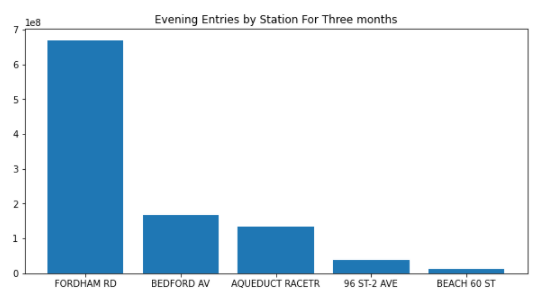 Evening Entries by Station For Three months
1e8
7
6
5
4
3
2
1
0
FORDHAM RD BEDFORD AV AQUEDUCT RACETR 96 ST-2 AVE BEACH 60 ST